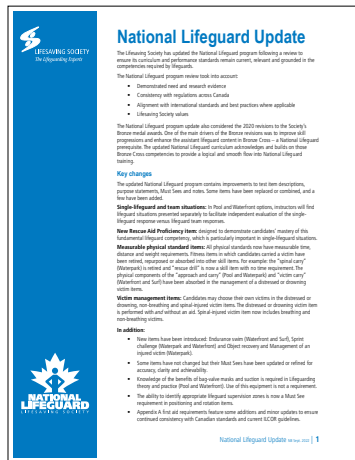 LIFESAVING SOCIETY
The Lifeguarding Experts
National Lifeguard Update
The Lifesaving Society has updated the National Lifeguard program following a review to
ensure its curriculum and performance standards remain current, relevant and grounded in the
competencies required by lifeguards.
The National Lifeguard program review took into account:
• Demonstrated need and research evidence
• Consistency with regulations across Canada
• Alignment with international standards and best practices where applicable
• Lifesaving Society values
The National Lifeguard program update also considered the 2020 revisions to the Society's
Bronze medal awards. One of the main drivers of the Bronze revisions was to improve skill
progressions and enhance the assistant lifeguard content in Bronze Cross – a National Lifeguard
prerequisite. The updated National Lifeguard curriculum acknowledges and builds on those
Bronze Cross competencies to provide a logical and smooth flow into National Lifeguard
training.
Key changes
The updated National Lifeguard program contains improvements to test item descriptions,
purpose statements, Must Sees and notes. Some items have been replaced or combined, and a
few have been added.
Single-lifeguard and team situations: In Pool and Waterfront options, instructors will find
lifeguard situations presented separately to facilitate independent evaluation of the single-
lifeguard response versus lifeguard team responses.
New Rescue Aid Proficiency item: designed to demonstrate candidates' mastery of this
fundamental lifeguard competency, which is particularly important in single-lifeguard situations.
Measurable physical standard items: All physical standards now have measurable time,
distance and weight requirements. Fitness items in which candidates carried a victim have
been retired, repurposed or absorbed into other skill items. For example: the "spinal carry"
(Waterpark) is retired and "rescue drill" is now a skill item with no time requirement. The
physical components of the "approach and carry" (Pool and Waterpark) and "victim carry"
(Waterfront and Surf) have been absorbed in the management of a distressed or drowning
victim items.
Victim management items: Candidates may choose their own victims in the distressed or
drowning, non-breathing and spinal-injured victim items. The distressed or drowning victim item
is performed with and without an aid. Spinal-injured victim item now includes breathing and
non-breathing victims.
In addition:
• New items have been introduced: Endurance swim (Waterfront and Surf), Sprint
challenge (Waterpark and Waterfront) and Object recovery and Management of an
injured victim (Waterpark).
• Some items have not changed but their Must Sees have been updated or refined for
accuracy, clarity and achievability.
• Knowledge of the benefits of bag-valve masks and suction is required in Lifeguarding
theory and practice (Pool and Waterfront). Use of this equipment is not a requirement.
• The ability to identify appropriate lifeguard supervision zones is now a Must See
requirement in positioning and rotation items.
• Appendix A first aid requirements feature some additions and minor updates to ensure
continued consistency with Canadian standards and current ILCOR guidelines.
NATIONAL
LIFEGUARD
LIFESAVING SOCIETY
National Lifeguard Update
| 1